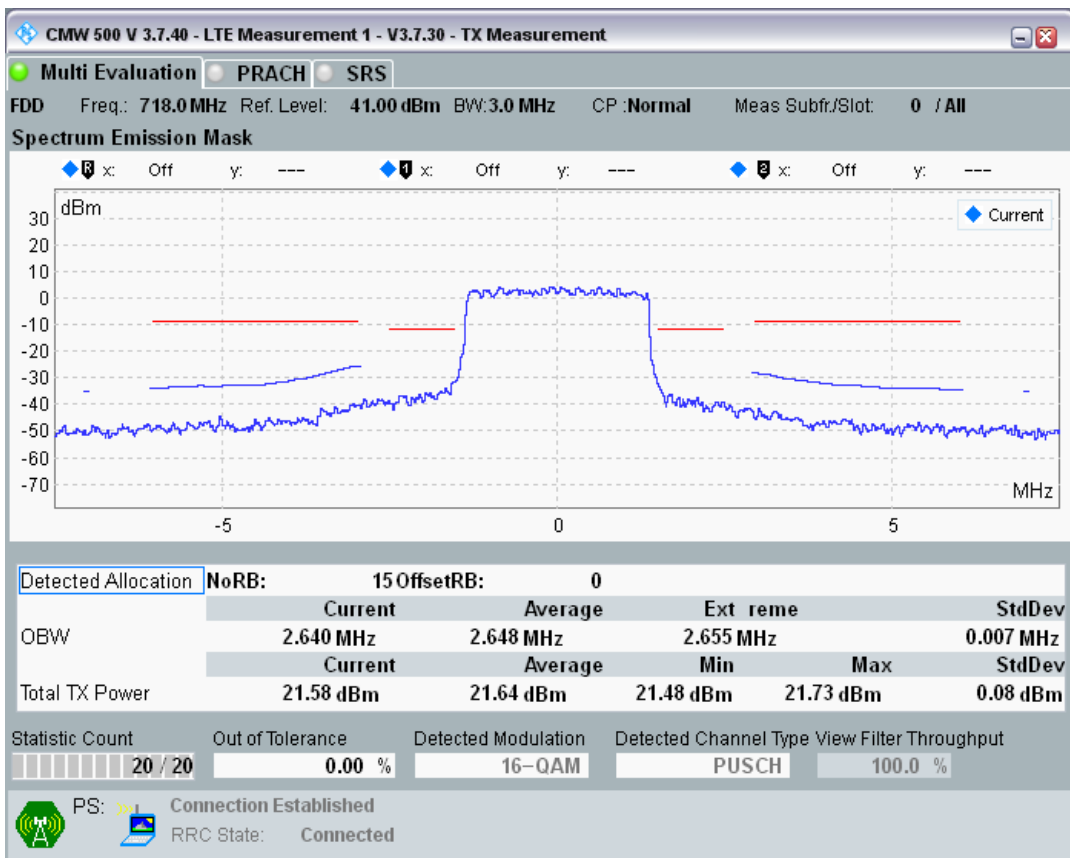 CMW 500 V 3.7.40 - LTE Measurement 1 - V3.7.30 - TX Measurement
Multi Evaluation PRACH SRS
FDD Freq.: 718.0 MHz Ref. Level: 41.00 dBm BW: 3.0 MHz CP :Normal Meas Subfr./Slot: 0 / All
Spectrum Emission Mask
R x: Off y: --- 1 x: Off y: --- 2 x: Off y: ---
dBm
Current
30
20
10
0
-10
-20
-30
-40
-50
-60
-70
MHz
-5 0 5
Detected Allocation NoRB: 15 OffsetRB: 0
Current Average Ext reme StdDev
OBW 2.640 MHz 2.648 MHz 2.655 MHz 0.007 MHz
Current Average Min Max StdDev
Total TX Power 21.58 dBm 21.64 dBm 21.48 dBm 21.73 dBm 0.08 dBm
Statistic Count Out of Tolerance Detected Modulation Detected Channel Type View Filter Throughput
20 / 20 0.00 % 16-QAM PUSCH 100.0 %
PS: Connection Established
RRC State: Connected